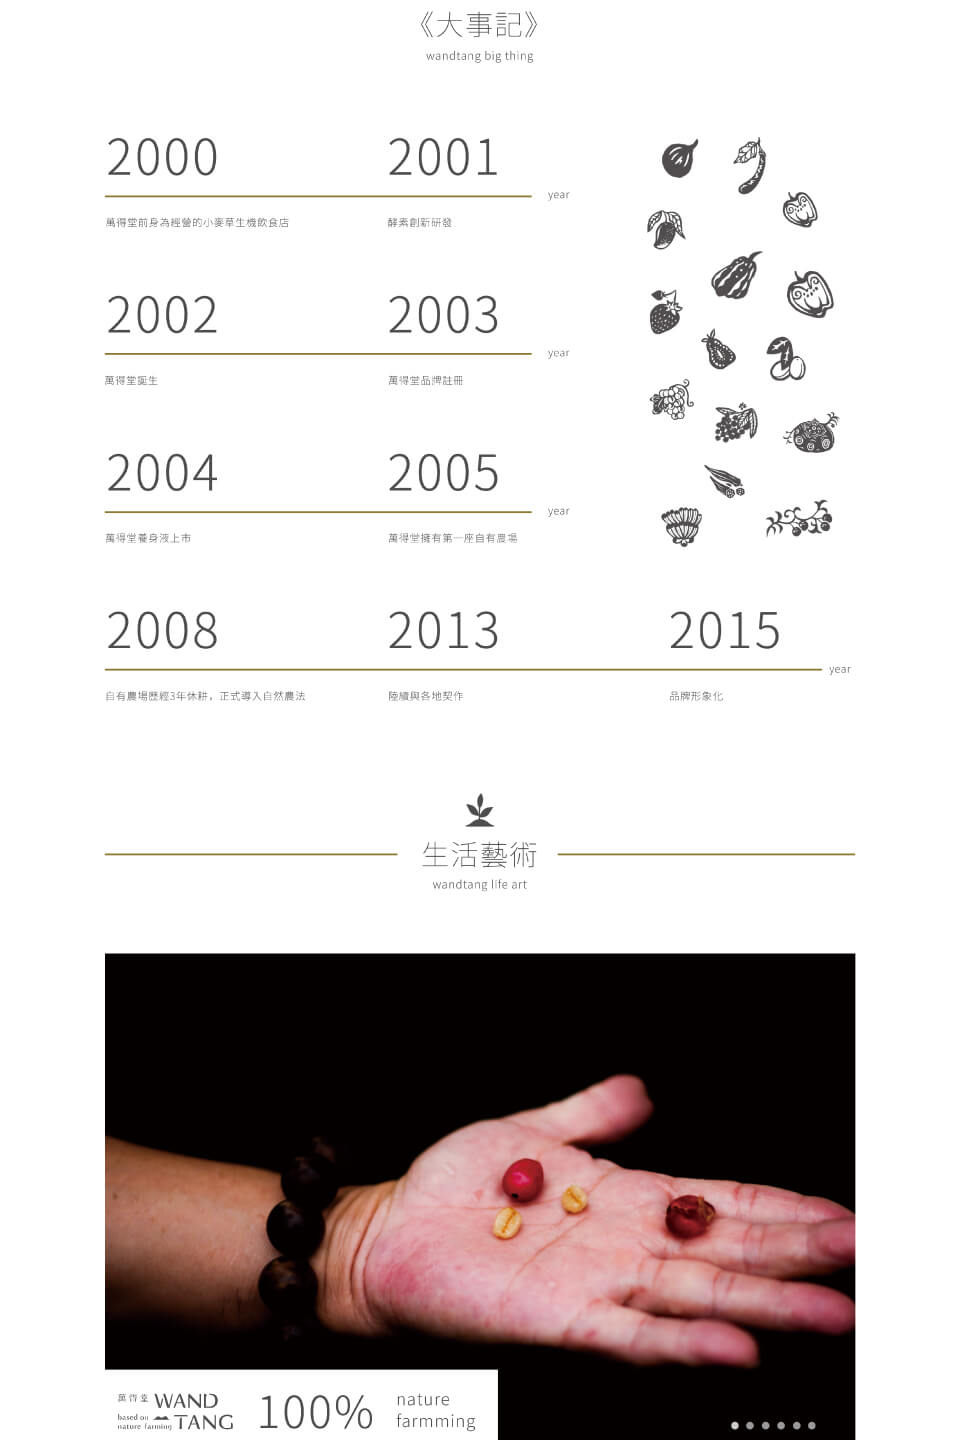 《大事記》
wandtang big thing
2000 2001
year
萬得堂前身為經營的小麥草生機飲食店 酵素創新研發
2002 2003
year
萬得堂誕生 萬得堂品牌註冊
2004 2005
year
萬得堂養身液上市 萬得堂擁有第一座自有農場
2008 2013 2015
year
自有農場歷經3年休耕，正式導入自然農法 陸續與各地契作 品牌形象化
生活藝術
wandtang life art
萬得堂 WAND
based on TANG
nature farming
100% nature
farmming